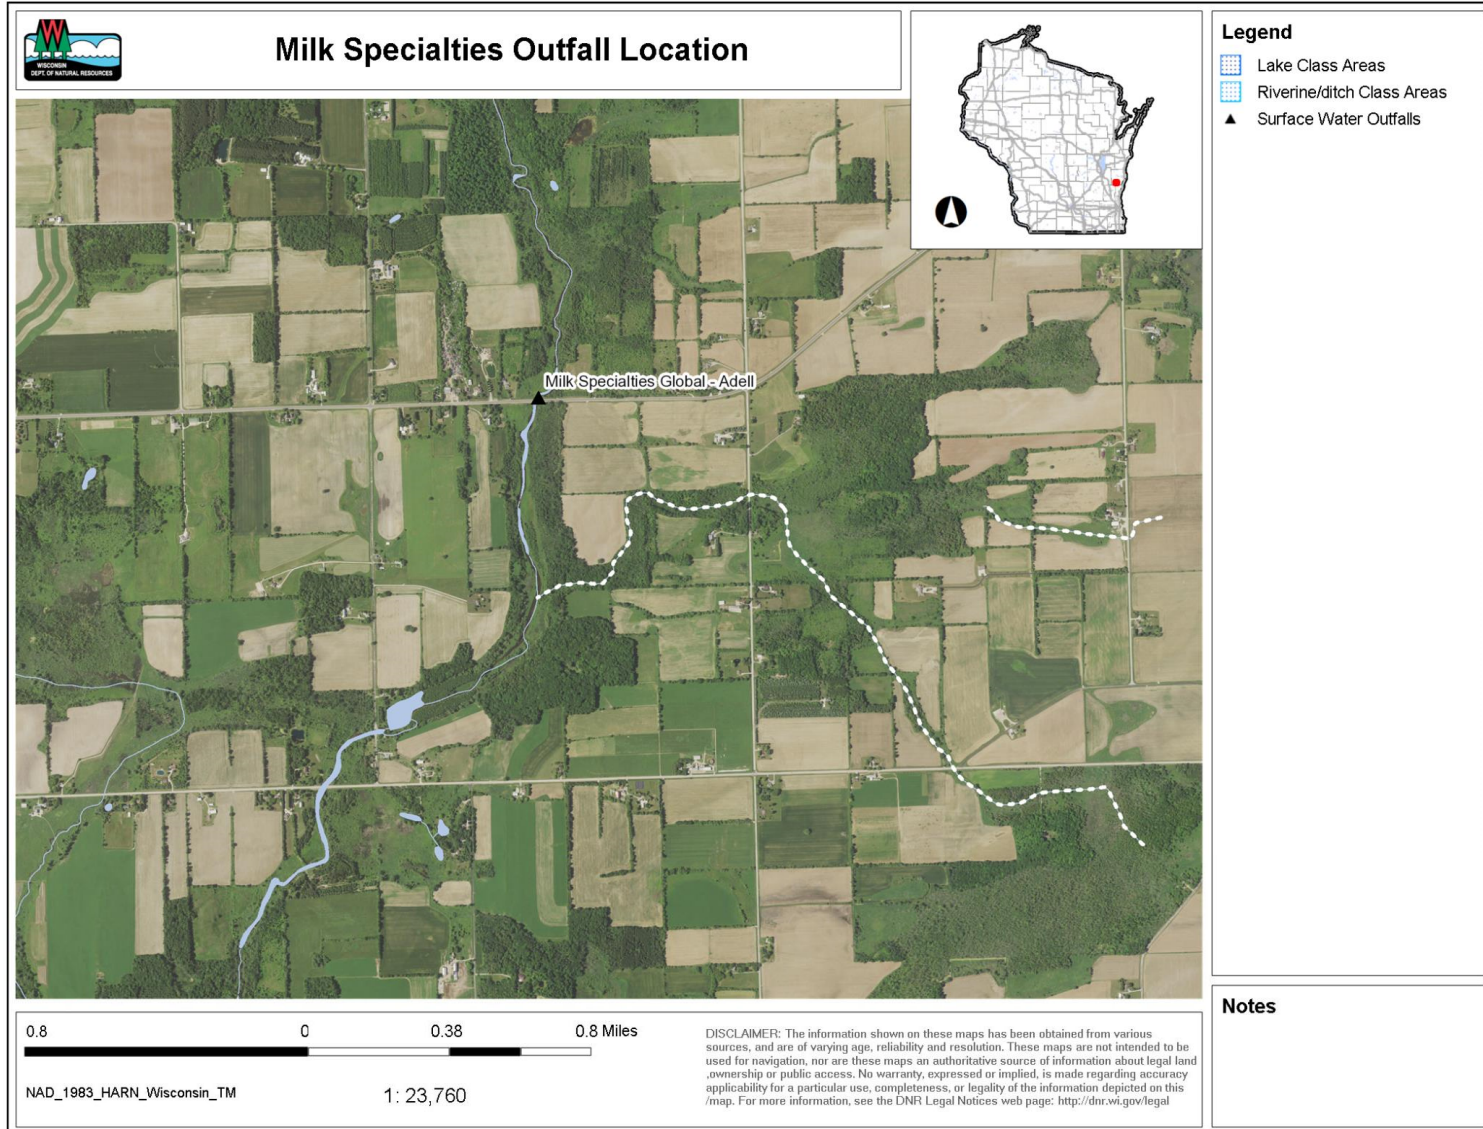 W
WISCONSIN
DEPT. OF NATURAL RESOURCES
Milk Specialties Outfall Location
Legend
Lake Class Areas
Riverine/ditch Class Areas
Surface Water Outfalls
Milk Specialties Global - Adell
0.8
0
0.38
0.8 Miles
NAD_1983_HARN_Wisconsin_TM
1: 23,760
DISCLAIMER: The information shown on these maps has been obtained from various
sources, and are of varying age, reliability and resolution. These maps are not intended to be
used for navigation, nor are these maps an authoritative source of information about legal land
,ownership or public access. No warranty, expressed or implied, is made regarding accuracy
applicability for a particular use, completeness, or legality of the information depicted on this
/map. For more information, see the DNR Legal Notices web page: http://dnr.wi.gov/legal
Notes